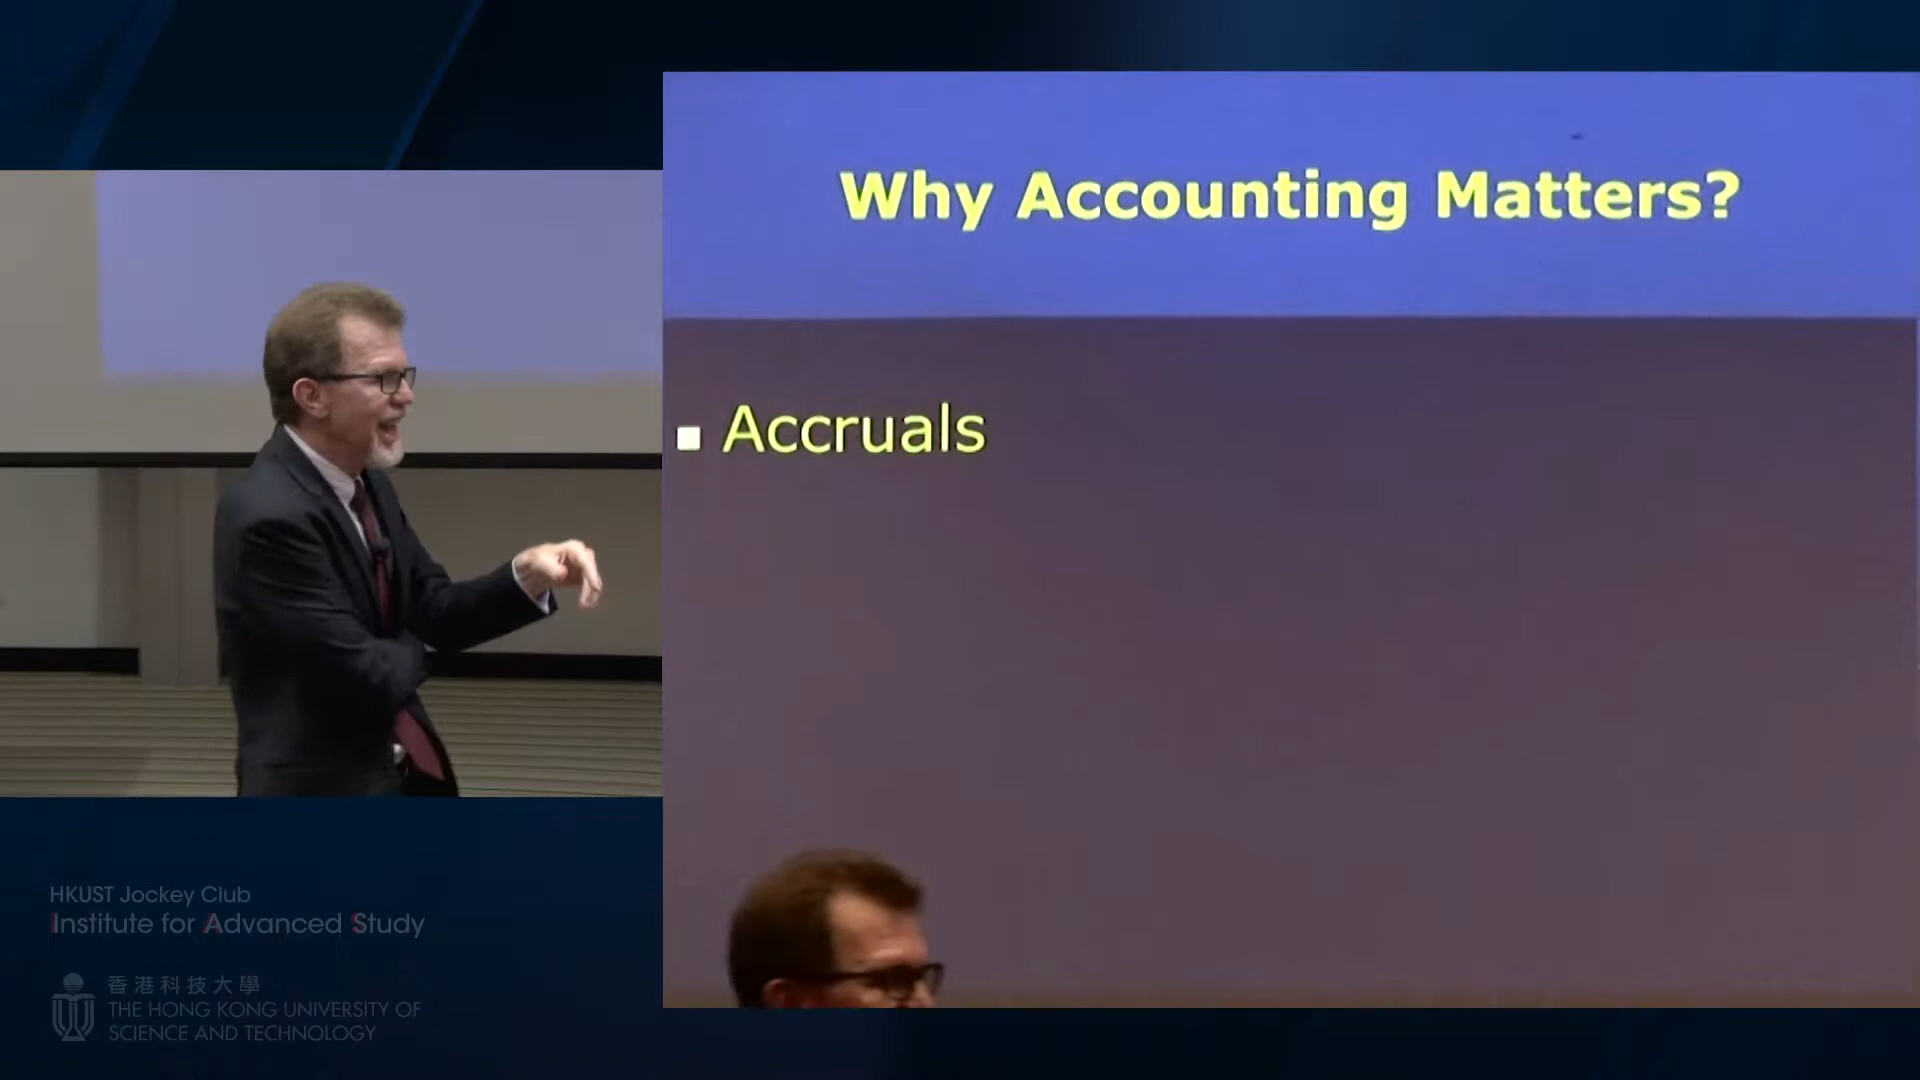 Why Accounting Matters?
Accruals
HKUST Jockey Club
Institute for Advanced Study
香港科技大學
THE HONG KONG UNIVERSITY OF
SCIENCE AND TECHNOLOGY